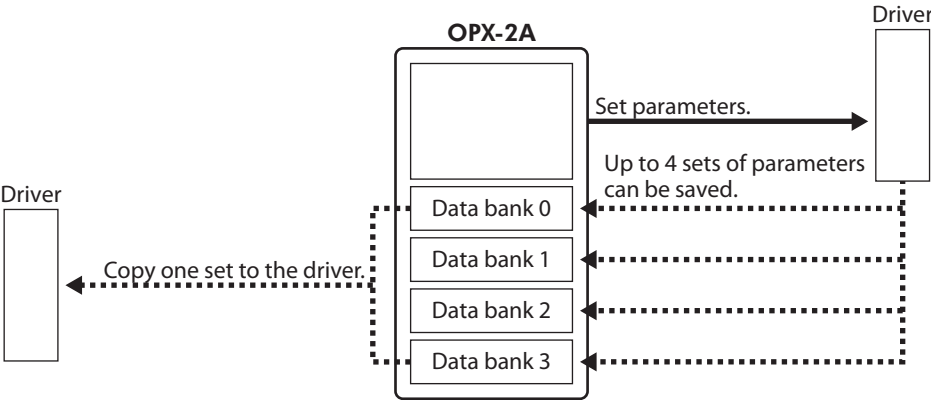 Driver
OPX-2A
Set parameters.
Up to 4 sets of parameters
can be saved.
Driver
Data bank 0
Data bank 1
Copy one set to the driver.
Data bank 2
Data bank 3